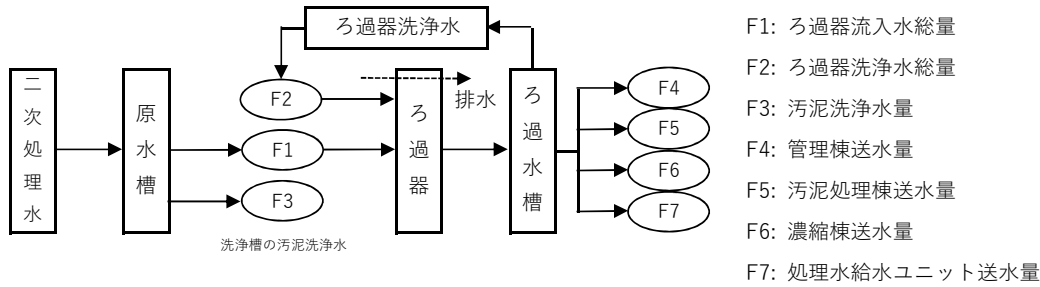 ろ過器洗浄水
二次処理水
原水槽
F2
F1
F3
洗浄槽の汚泥洗浄水
ろ過器
排水
ろ過水槽
F4
F5
F6
F7
F1: ろ過器流入水総量
F2: ろ過器洗浄水総量
F3: 汚泥洗浄水量
F4: 管理棟送水量
F5: 汚泥処理棟送水量
F6: 濃縮棟送水量
F7: 処理水給水ユニット送水量